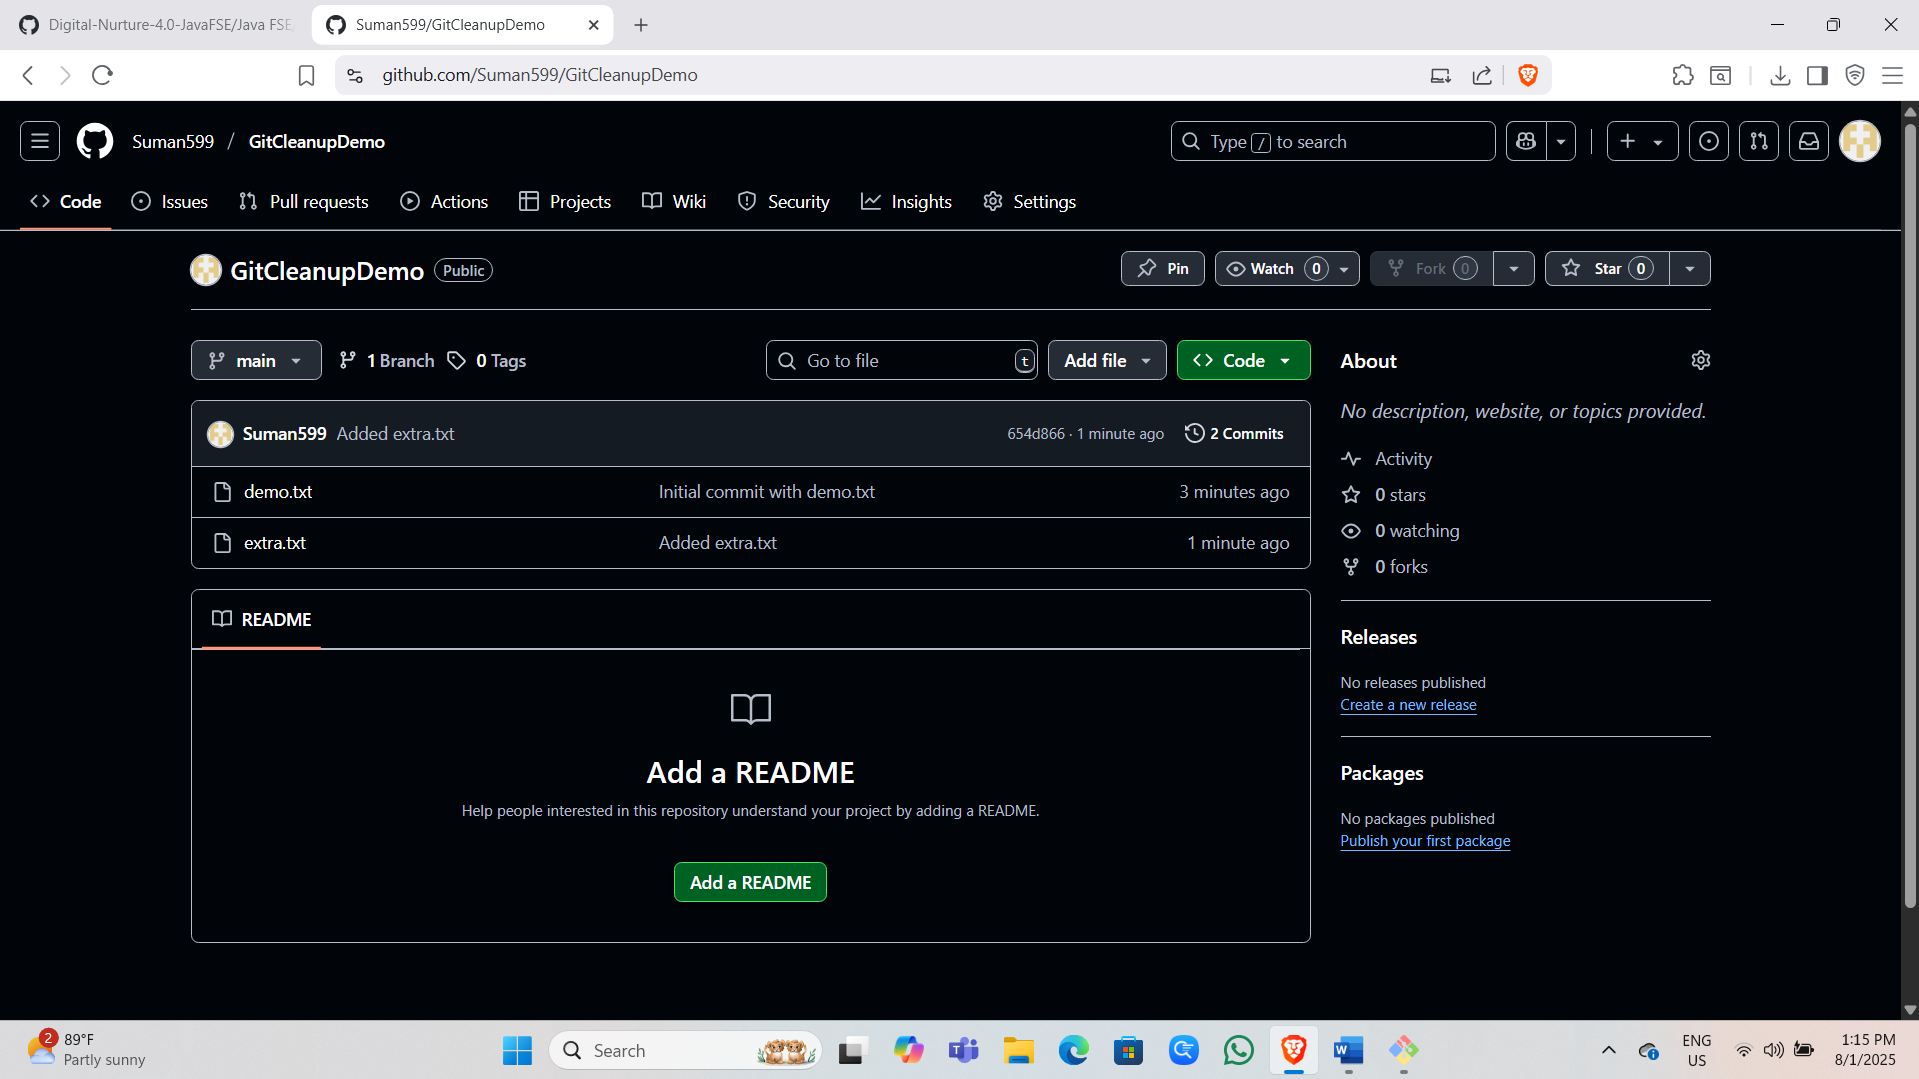 Digital-Nurture-4.0-JavaFSE/Java FSE/
Suman599/GitCleanupDemo
github.com/Suman599/GitCleanupDemo
Suman599 / GitCleanupDemo
Type / to search
Code
Issues
Pull requests
Actions
Projects
Wiki
Security
Insights
Settings
GitCleanupDemo Public
Pin
Watch 0
Fork 0
Star 0
main
1 Branch
0 Tags
Go to file t
Add file
Code
Suman599 Added extra.txt 654d866 · 1 minute ago 2 Commits
demo.txt Initial commit with demo.txt 3 minutes ago
extra.txt Added extra.txt 1 minute ago
README
Add a README
Help people interested in this repository understand your project by adding a README.
Add a README
About
No description, website, or topics provided.
Activity
0 stars
0 watching
0 forks
Releases
No releases published
Create a new release
Packages
No packages published
Publish your first package
2
89°F
Partly sunny
Search
W
ENG
US
1:15 PM
8/1/2025